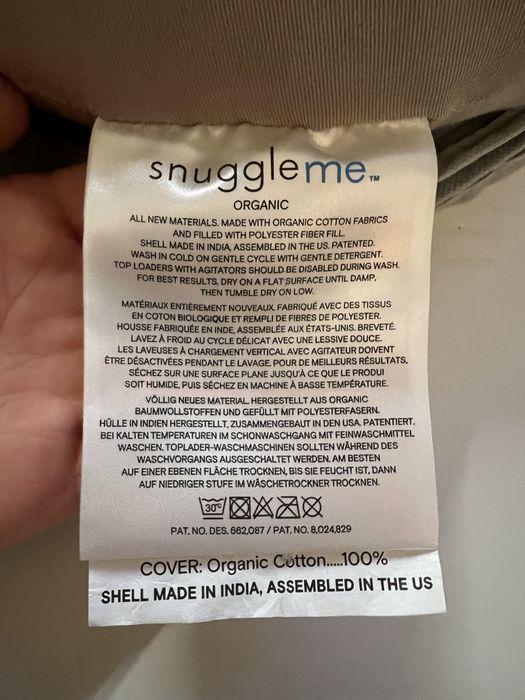 snuggleme™
ORGANIC
ALL NEW MATERIALS. MADE WITH ORGANIC COTTON FABRICS
AND FILLED WITH POLYESTER FIBER FILL.
SHELL MADE IN INDIA, ASSEMBLED IN THE US. PATENTED.
WASH IN COLD ON GENTLE CYCLE WITH GENTLE DETERGENT.
TOP LOADERS WITH AGITATORS SHOULD BE DISABLED DURING WASH.
FOR BEST RESULTS, DRY ON A FLAT SURFACE UNTIL DAMP,
THEN TUMBLE DRY ON LOW.
MATÉRIAUX ENTIÈREMENT NOUVEAUX. FABRIQUÉ AVEC DES TISSUS
EN COTON BIOLOGIQUE ET REMPLI DE FIBRES DE POLYESTER.
HOUSSE FABRIQUÉE EN INDE, ASSEMBLÉE AUX ÉTATS-UNIS. BREVETÉ.
LAVEZ À FROID AU CYCLE DÉLICAT AVEC UNE LESSIVE DOUCE.
LES LAVEUSES À CHARGEMENT VERTICAL AVEC AGITATEUR DOIVENT
ÊTRE DÉSACTIVÉES PENDANT LE LAVAGE. POUR DE MEILLEURS RÉSULTATS,
SÉCHEZ SUR UNE SURFACE PLANE JUSQU'À CE QUE LE PRODUI
SOIT HUMIDE, PUIS SÉCHEZ EN MACHINE À BASSE TEMPÉRATURE.
VÖLLIG NEUES MATERIAL. HERGESTELLT AUS ORGANIC
BAUMWOLLSTOFFEN UND GEFÜLLT MIT POLYESTERFASERN.
HÜLLE IN INDIEN HERGESTELLT, ZUSAMMENGEBAUT IN DEN USA. PATENTIERT.
BEI KALTEN TEMPERATUREN IM SCHONWASCHGANG MIT FEINWASCHMITTEL
WASCHEN. TOPLADER-WASCHMASCHINEN SOLLTEN WÄHREND DES
WASCHVORGANGS AUSGESCHALTET WERDEN. AM BESTEN
AUF EINER EBENEN FLÄCHE TROCKNEN, BIS SIE FEUCHT IST, DANN
AUF NIEDRIGER STUFE IM WÄSCHETROCKNER TROCKNEN.
30°
PAT. NO. DES. 662,087 / PAT. NO. 8,024,829
COVER: Organic Cotton.....100%
SHELL MADE IN INDIA, ASSEMBLED IN THE US